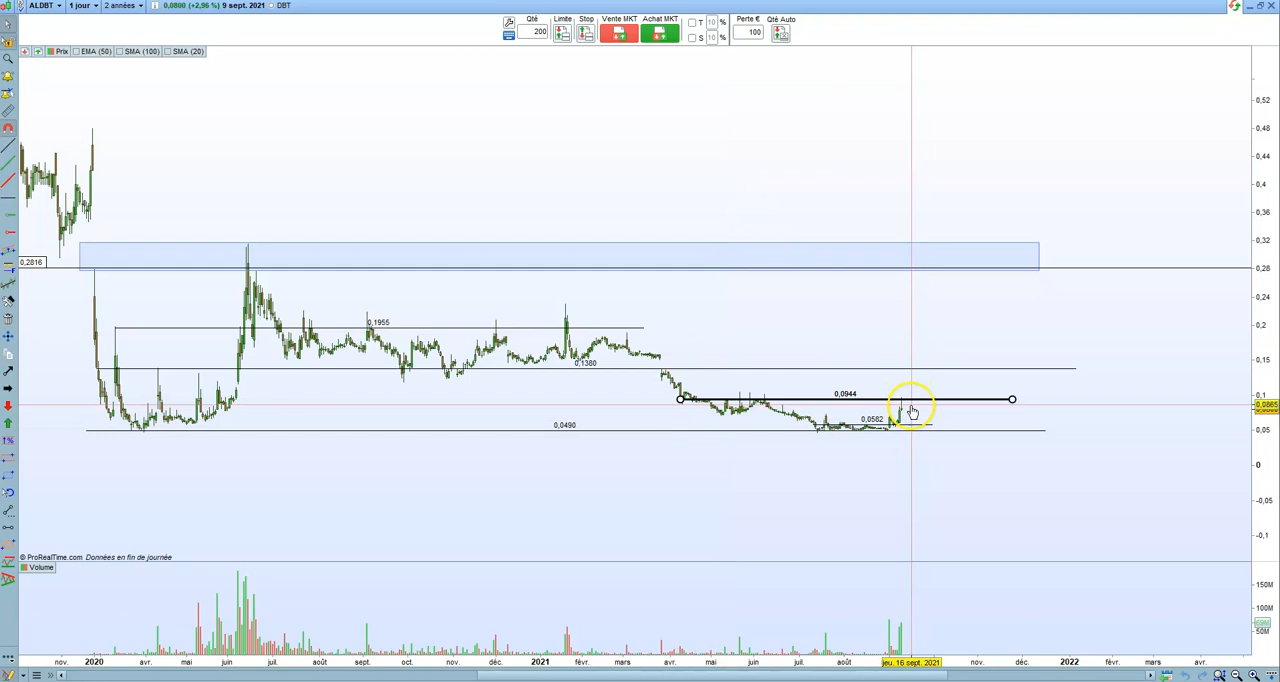 ALDBT 1 jour 2 années 0,0800 (+2,96 %) 9 sept. 2021 DBT
Qté Limite Stop Vente MKT Achat MKT Perte € Qté Auto
200 T 10 % 100
S 10 %
Prix EMA (50) SMA (100) SMA (20)
0,52
0,48
0,44
0,4
0,36
0,32
0,2816
0,28
0,24
0,1955
0,2
0,15
0,1380
0,0944
0,1
0,0865
0,0582
0,0490
0,05
0
-0,05
-0,1
© ProRealTime.com Données en fin de journée
Volume
150M
100M
50M
nov. 2020 avr. mai juin juil. août sept. oct. nov. déc. 2021 févr. mars avr. mai juin juil. août jeu. 16 sept. 2021 nov. déc. 2022 févr. mars avr.